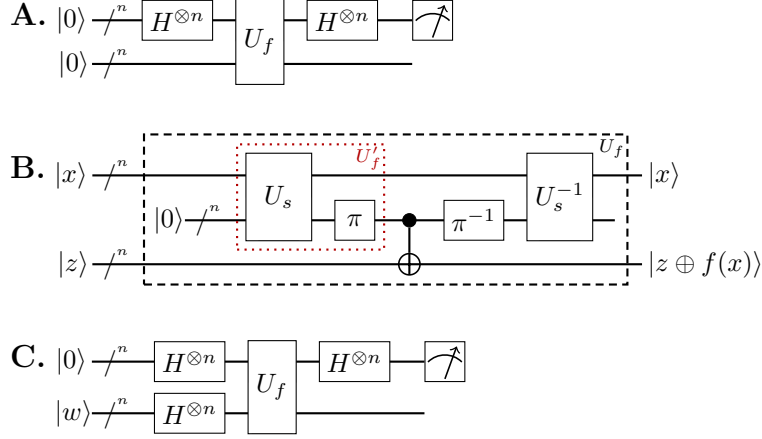 A. |0⟩ n H^{⊗n} U_f H^{⊗n}
|0⟩ n
B. |x⟩ n U_s U'_f U_s^{-1} U_f |x⟩
|0⟩ n π π^{-1}
|z⟩ n |z ⊕ f(x)⟩
C. |0⟩ n H^{⊗n} U_f H^{⊗n}
|w⟩ n H^{⊗n}